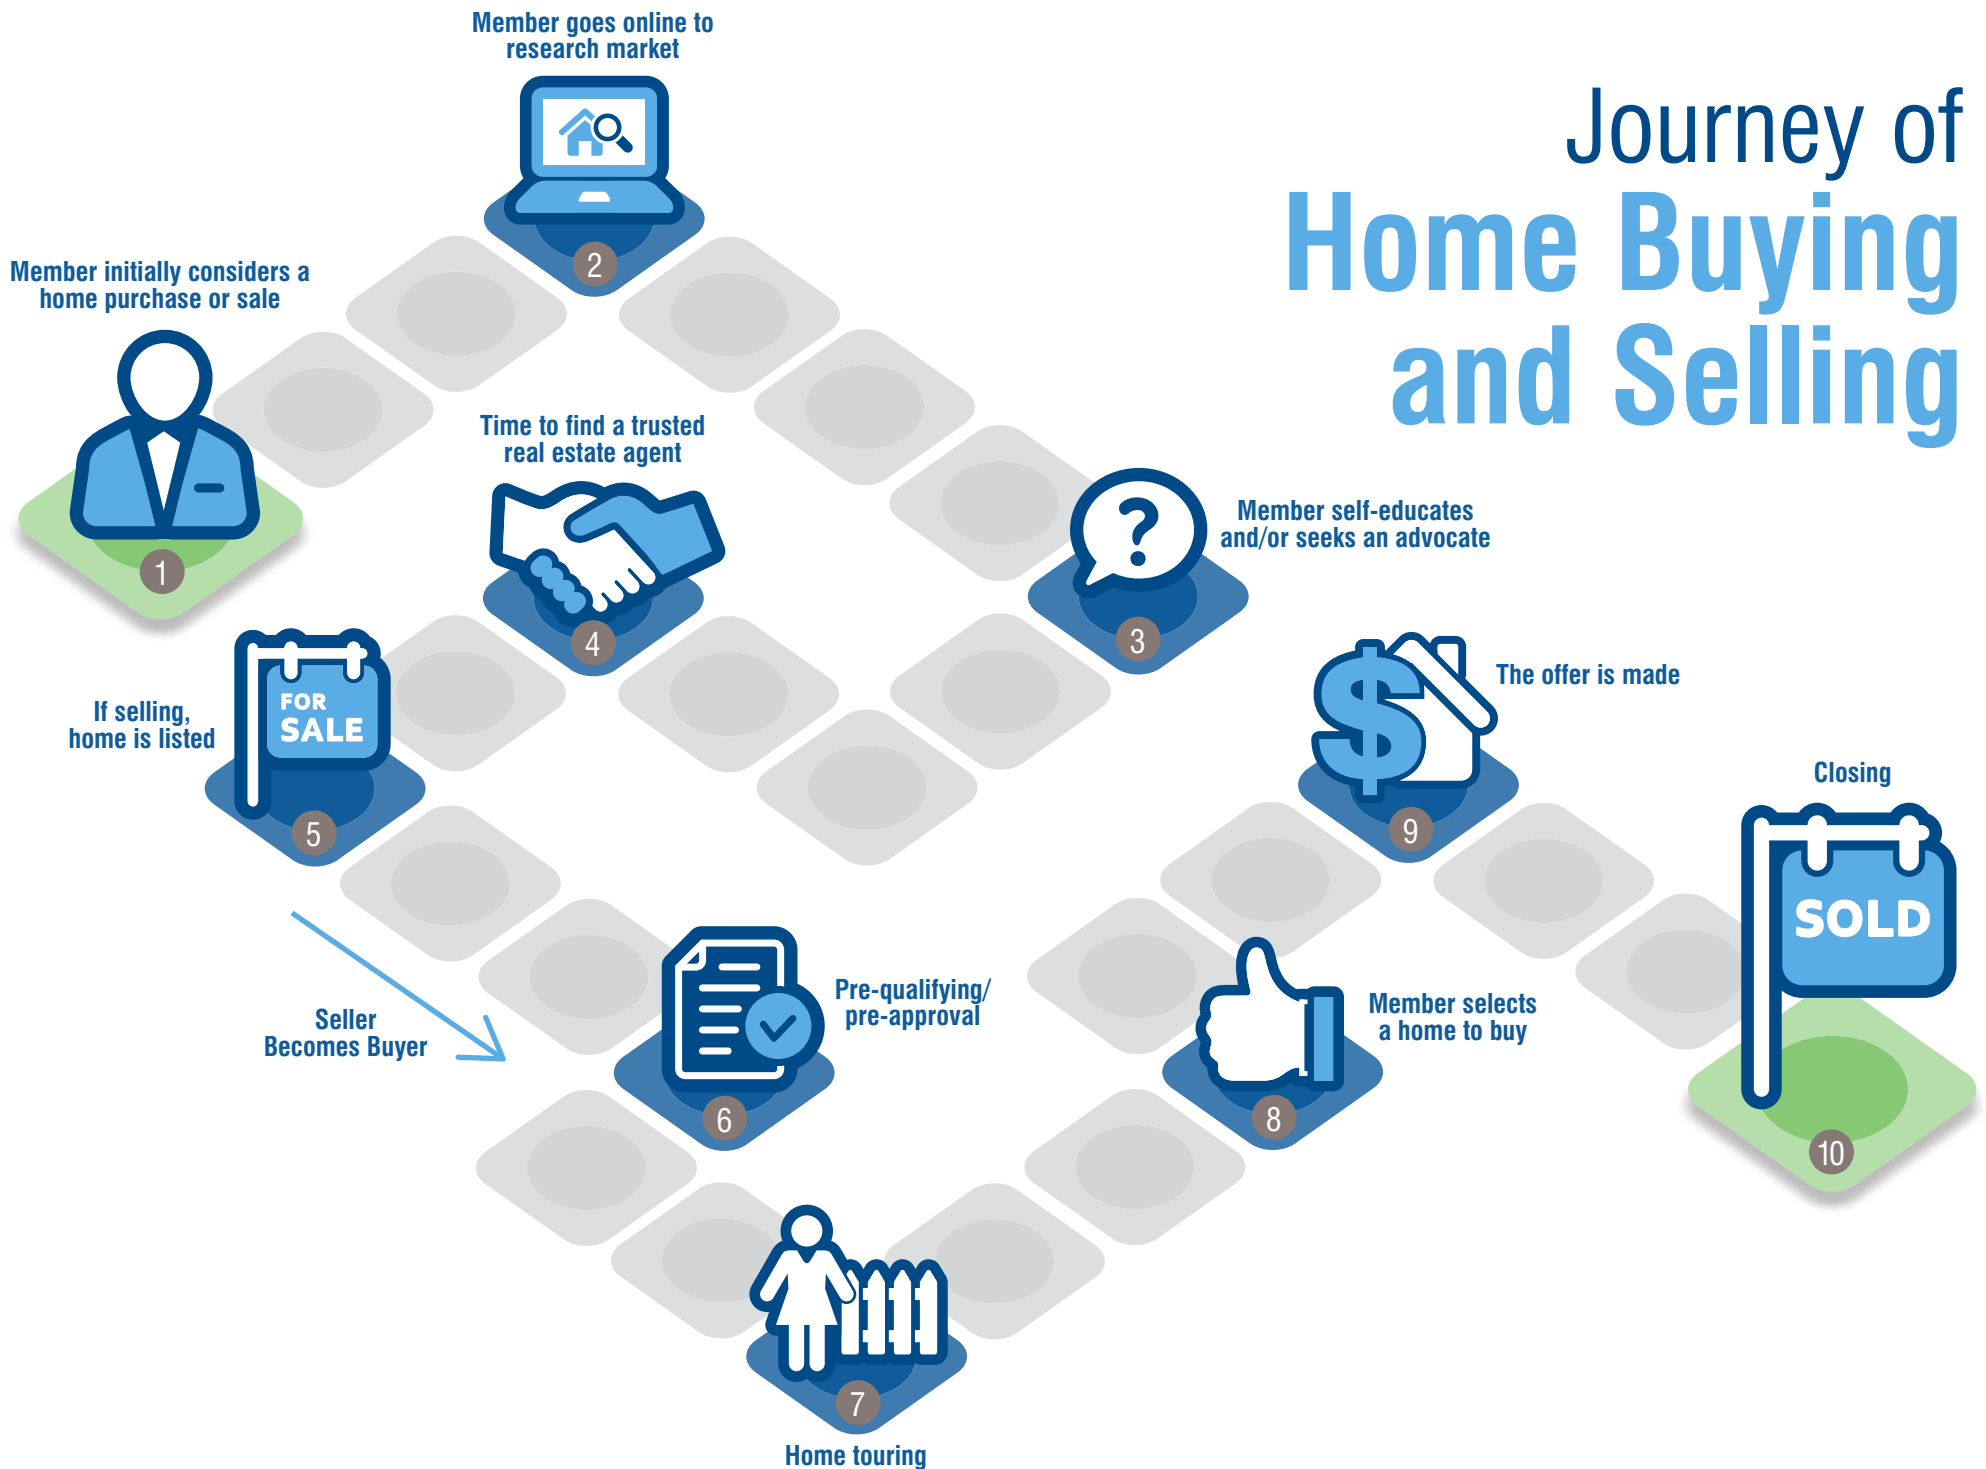 Journey of
Home Buying
and Selling
Member initially considers a
home purchase or sale
1
Member goes online to
research market
2
Member self-educates
and/or seeks an advocate
?
3
Time to find a trusted
real estate agent
4
If selling,
home is listed
FOR
SALE
5
Seller
Becomes Buyer
Pre-qualifying/
pre-approval
6
7
Home touring
Member selects
a home to buy
8
The offer is made
$
9
Closing
SOLD
10